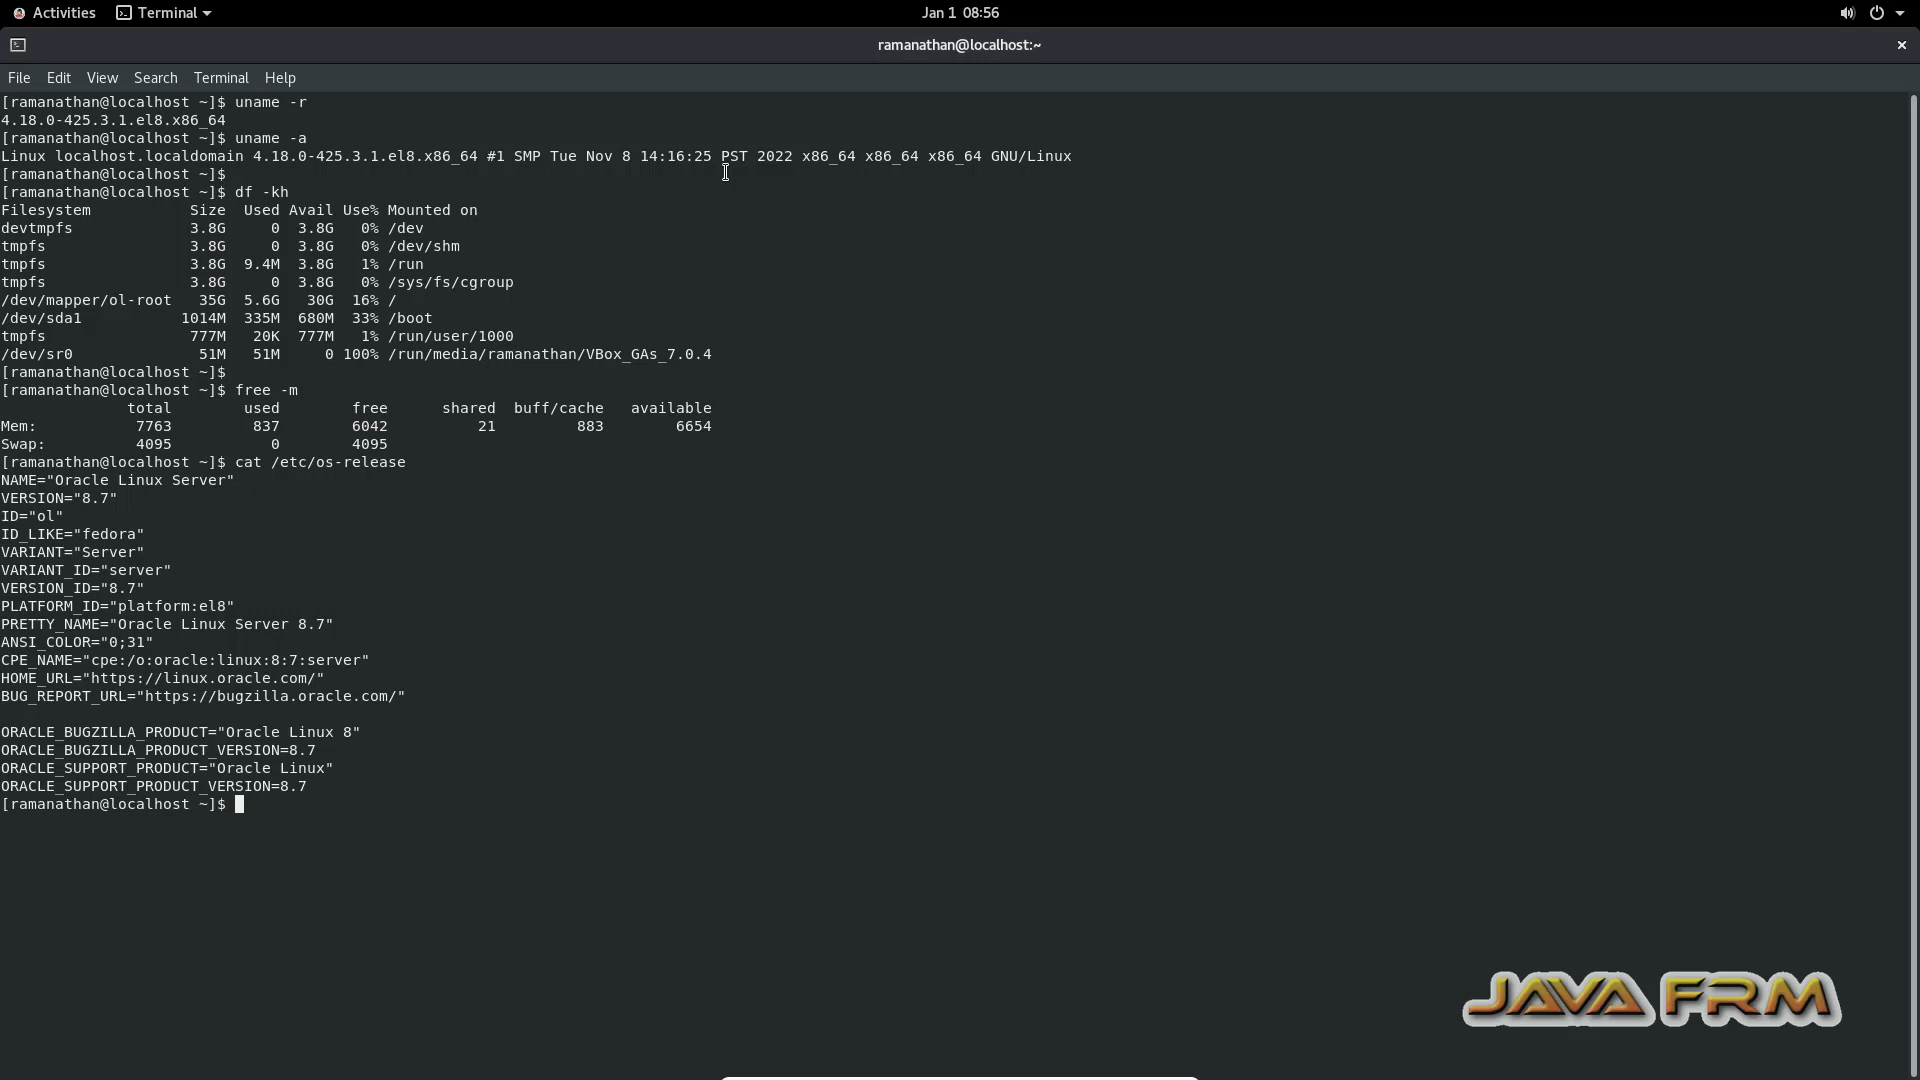 Activities Terminal Jan 1 08:56
ramanathan@localhost:~
File Edit View Search Terminal Help
[ramanathan@localhost ~]$ uname -r
4.18.0-425.3.1.el8.x86_64
[ramanathan@localhost ~]$ uname -a
Linux localhost.localdomain 4.18.0-425.3.1.el8.x86_64 #1 SMP Tue Nov 8 14:16:25 PST 2022 x86_64 x86_64 x86_64 GNU/Linux
[ramanathan@localhost ~]$
[ramanathan@localhost ~]$ df -kh
Filesystem           Size  Used Avail Use% Mounted on
devtmpfs             3.8G     0  3.8G   0% /dev
tmpfs                3.8G     0  3.8G   0% /dev/shm
tmpfs                3.8G  9.4M  3.8G   1% /run
tmpfs                3.8G     0  3.8G   0% /sys/fs/cgroup
/dev/mapper/ol-root   35G  5.6G   30G  16% /
/dev/sda1           1014M  335M  680M  33% /boot
tmpfs                777M   20K  777M   1% /run/user/1000
/dev/sr0              51M   51M     0 100% /run/media/ramanathan/VBox_GAs_7.0.4
[ramanathan@localhost ~]$
[ramanathan@localhost ~]$ free -m
              total        used        free      shared  buff/cache   available
Mem:           7763         837        6042          21         883        6654
Swap:          4095           0        4095
[ramanathan@localhost ~]$ cat /etc/os-release
NAME="Oracle Linux Server"
VERSION="8.7"
ID="ol"
ID_LIKE="fedora"
VARIANT="Server"
VARIANT_ID="server"
VERSION_ID="8.7"
PLATFORM_ID="platform:el8"
PRETTY_NAME="Oracle Linux Server 8.7"
ANSI_COLOR="0;31"
CPE_NAME="cpe:/o:oracle:linux:8:7:server"
HOME_URL="https://linux.oracle.com/"
BUG_REPORT_URL="https://bugzilla.oracle.com/"

ORACLE_BUGZILLA_PRODUCT="Oracle Linux 8"
ORACLE_BUGZILLA_PRODUCT_VERSION=8.7
ORACLE_SUPPORT_PRODUCT="Oracle Linux"
ORACLE_SUPPORT_PRODUCT_VERSION=8.7
[ramanathan@localhost ~]$
JAVA FRM